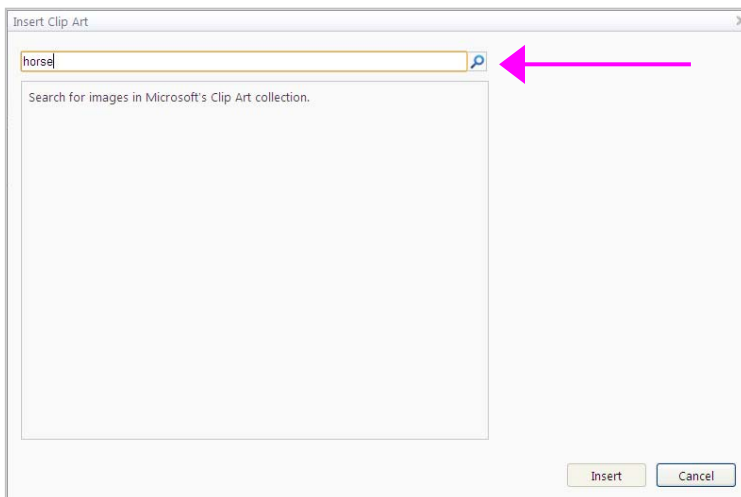 Insert Clip Art
horse
Search for images in Microsoft's Clip Art collection.
Insert Cancel